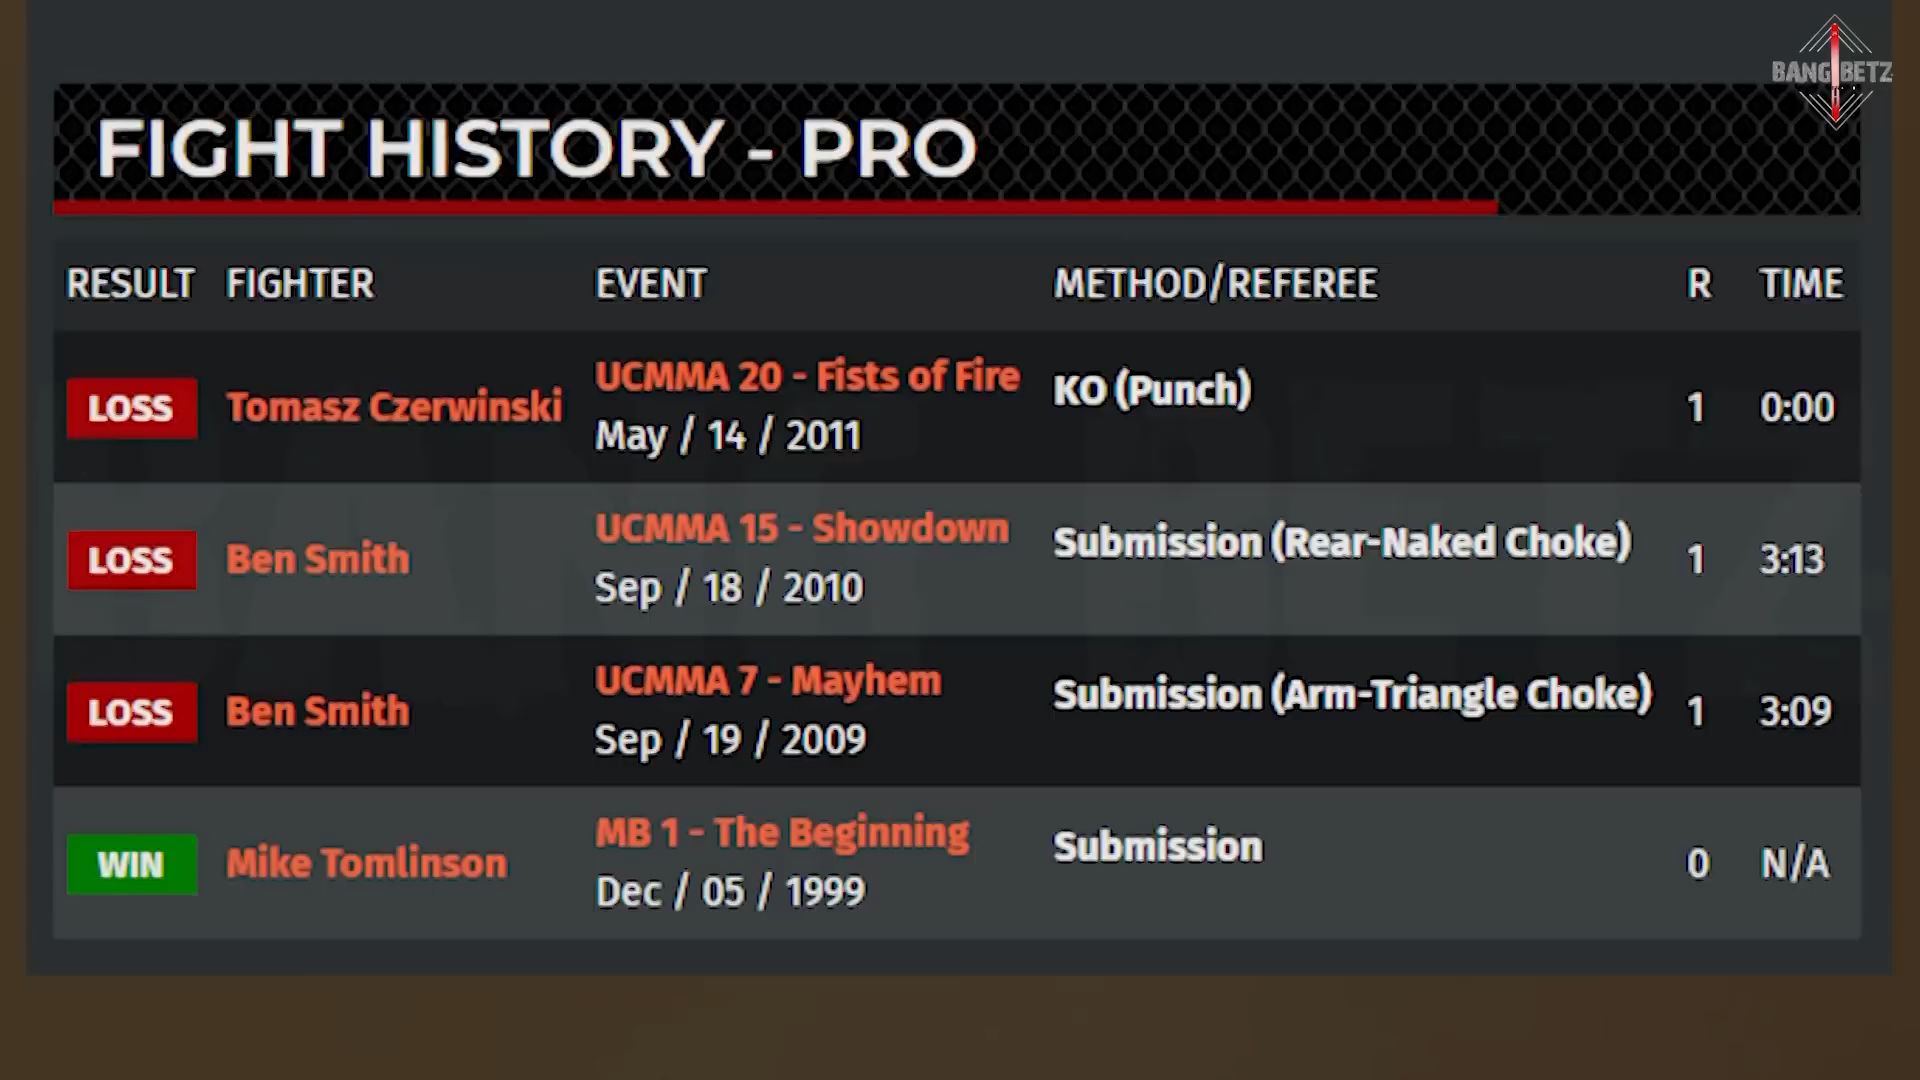 BANG BETZ
FIGHT HISTORY - PRO
RESULT FIGHTER EVENT METHOD/REFEREE R TIME
LOSS Tomasz Czerwinski UCMMA 20 - Fists of Fire KO (Punch) 1 0:00
May / 14 / 2011
LOSS Ben Smith UCMMA 15 - Showdown Submission (Rear-Naked Choke) 1 3:13
Sep / 18 / 2010
LOSS Ben Smith UCMMA 7 - Mayhem Submission (Arm-Triangle Choke) 1 3:09
Sep / 19 / 2009
WIN Mike Tomlinson MB 1 - The Beginning Submission 0 N/A
Dec / 05 / 1999